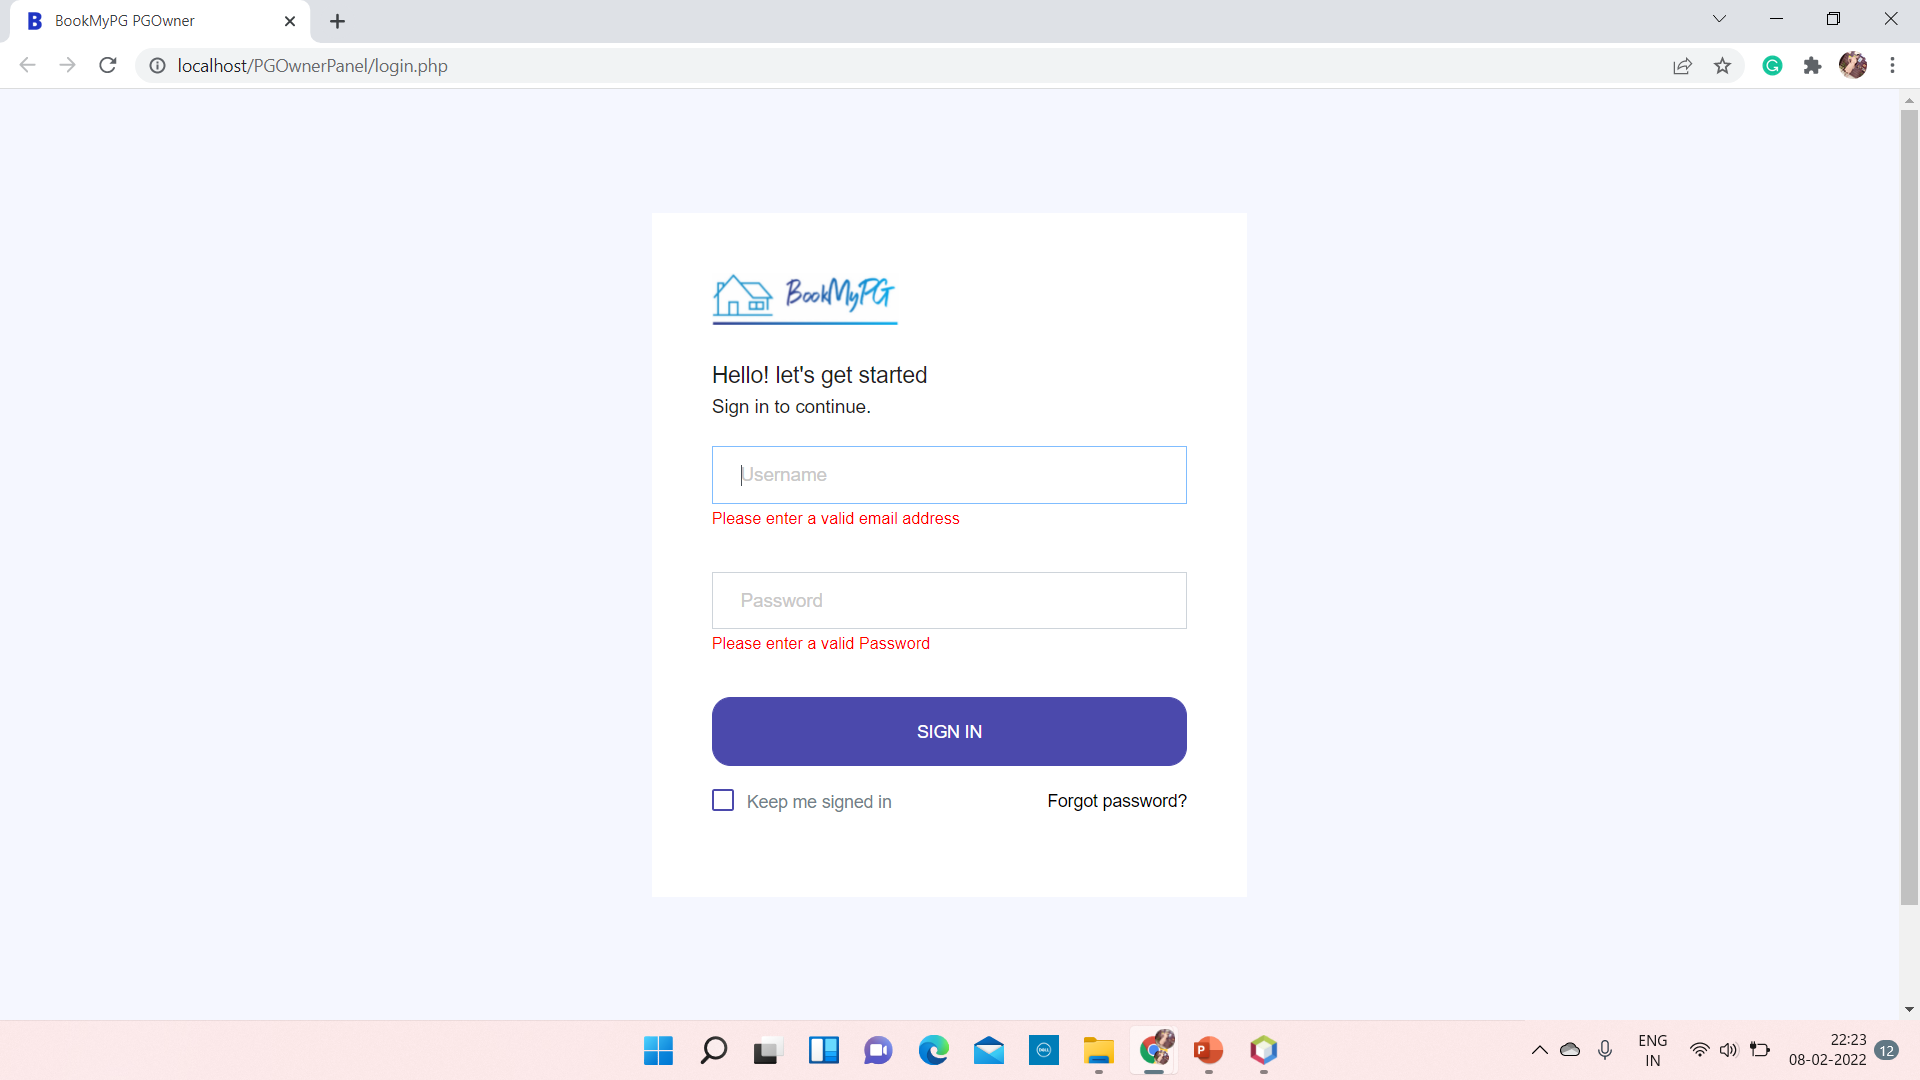 BookMyPG PGOwner
localhost/PGOwnerPanel/login.php
BookMyPG
Hello! let's get started
Sign in to continue.
Username
Please enter a valid email address
Password
Please enter a valid Password
SIGN IN
Keep me signed in
Forgot password?
ENG
IN
22:23
08-02-2022
12